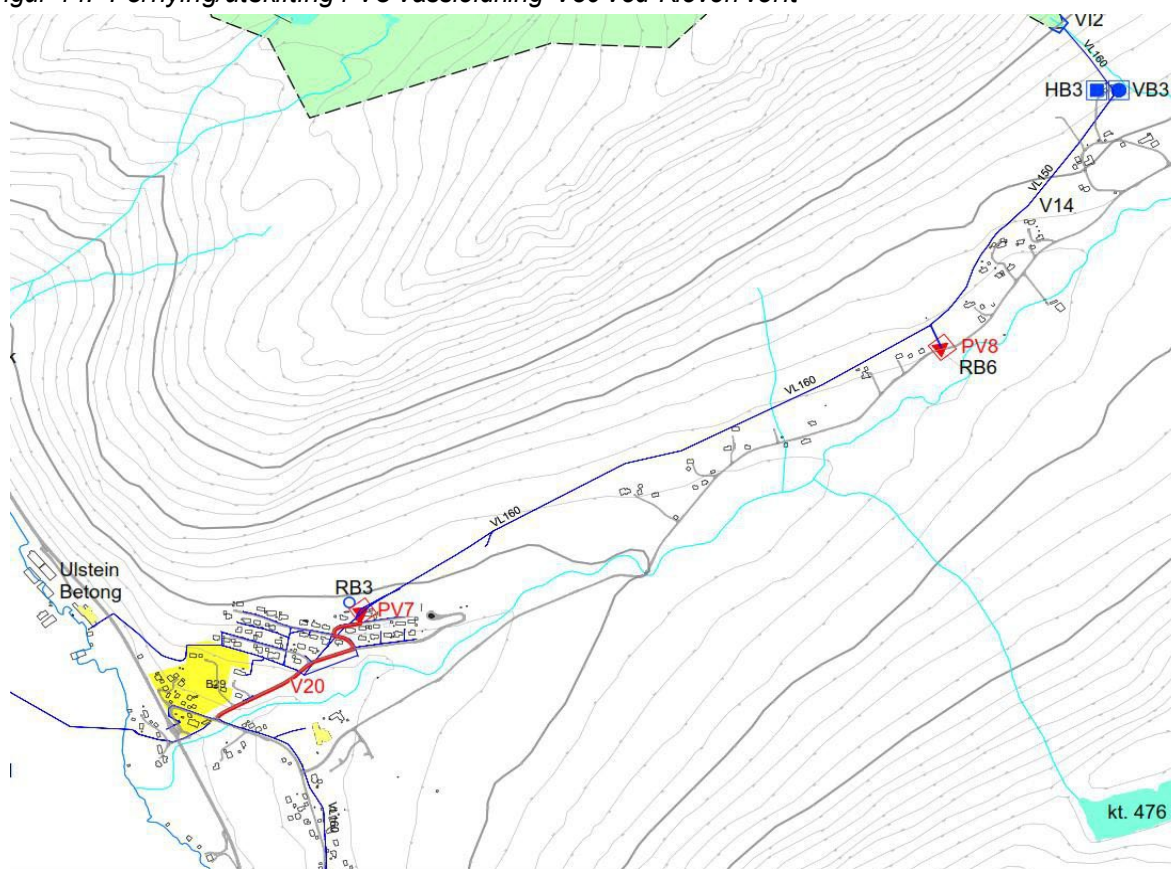 VI2
VL160
HB3
VB3
VL150
V14
PV8
RB6
VL160
VL160
Ulstein
Betong
RB3
PV7
B29
V20
VL160
kt. 476